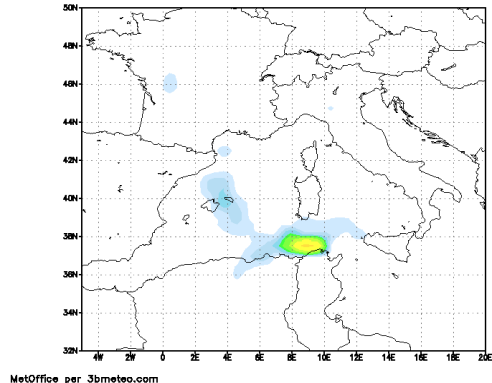 50N
48N
46N
44N
42N
40N
38N
36N
34N
32N
4W 2W 0 2E 4E 6E 8E 10E 12E 14E 16E 18E 20E
MetOffice per 3bmeteo.com